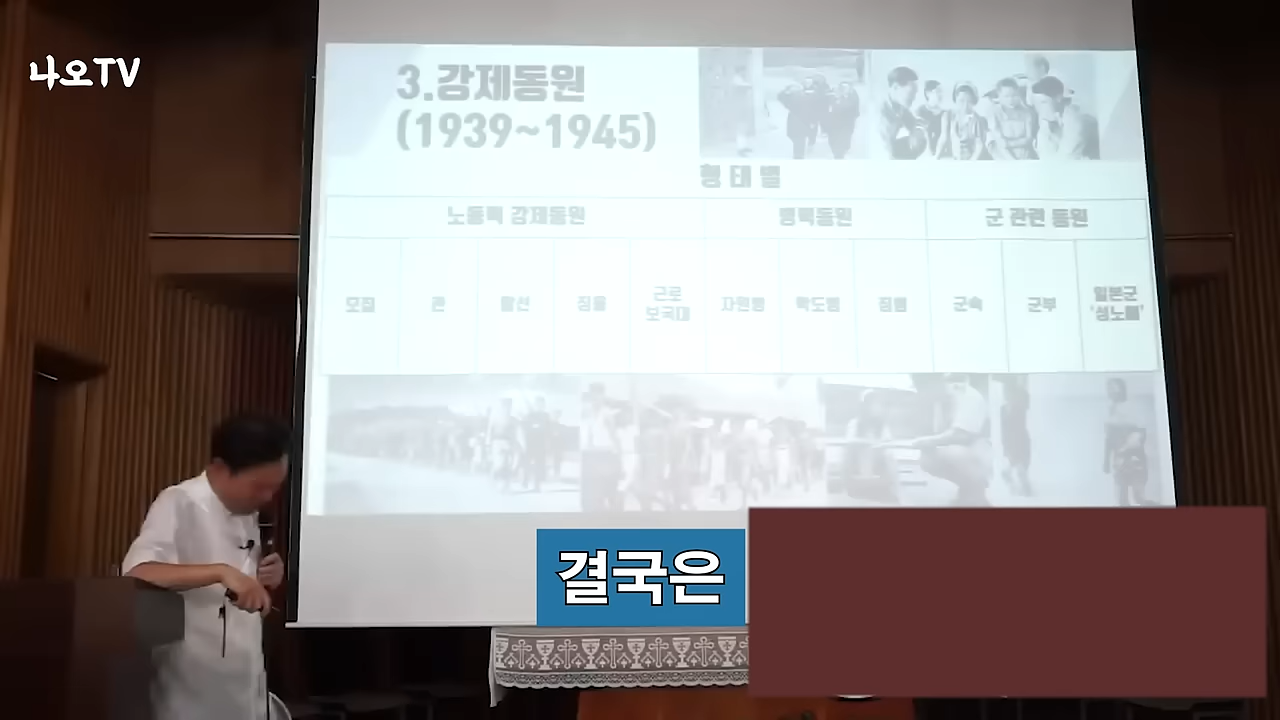 나오TV
3.강제동원
(1939~1945)
형 태 별
노동력 강제동원
병력동원
군 관련 동원
모집
관
알선
징용
근로
보국대
자원병
학도병
징병
군속
군부
일본군
'성노예'
결국은